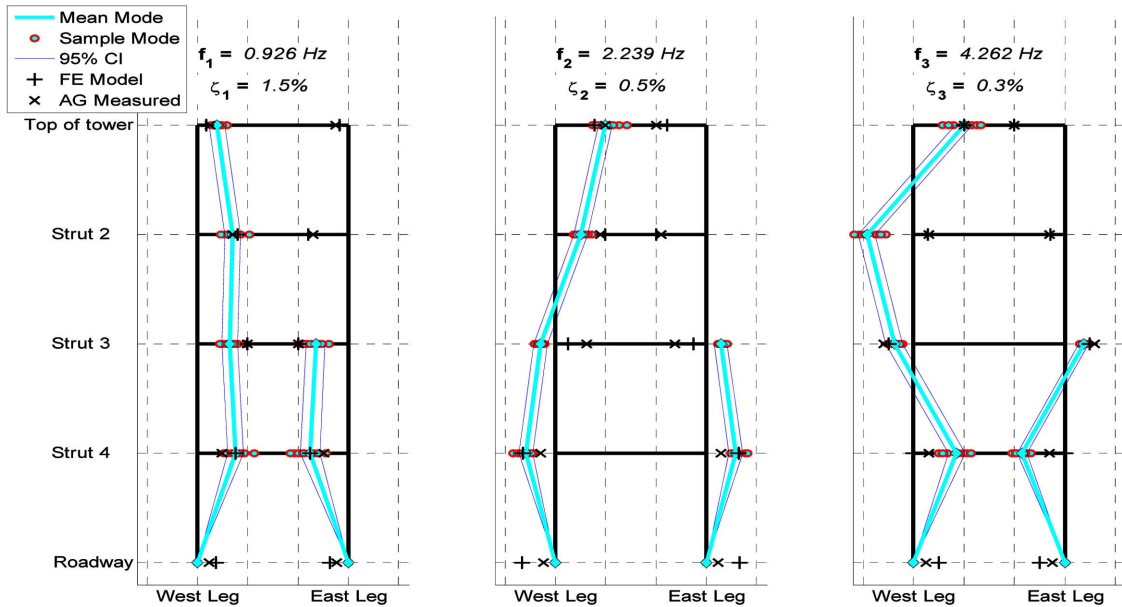 Mean Mode
Sample Mode
95% CI
FE Model
AG Measured
f1 = 0.926 Hz
ζ1 = 1.5%
f2 = 2.239 Hz
ζ2 = 0.5%
f3 = 4.262 Hz
ζ3 = 0.3%
Top of tower
Strut 2
Strut 3
Strut 4
Roadway
West Leg East Leg
West Leg East Leg
West Leg East Leg